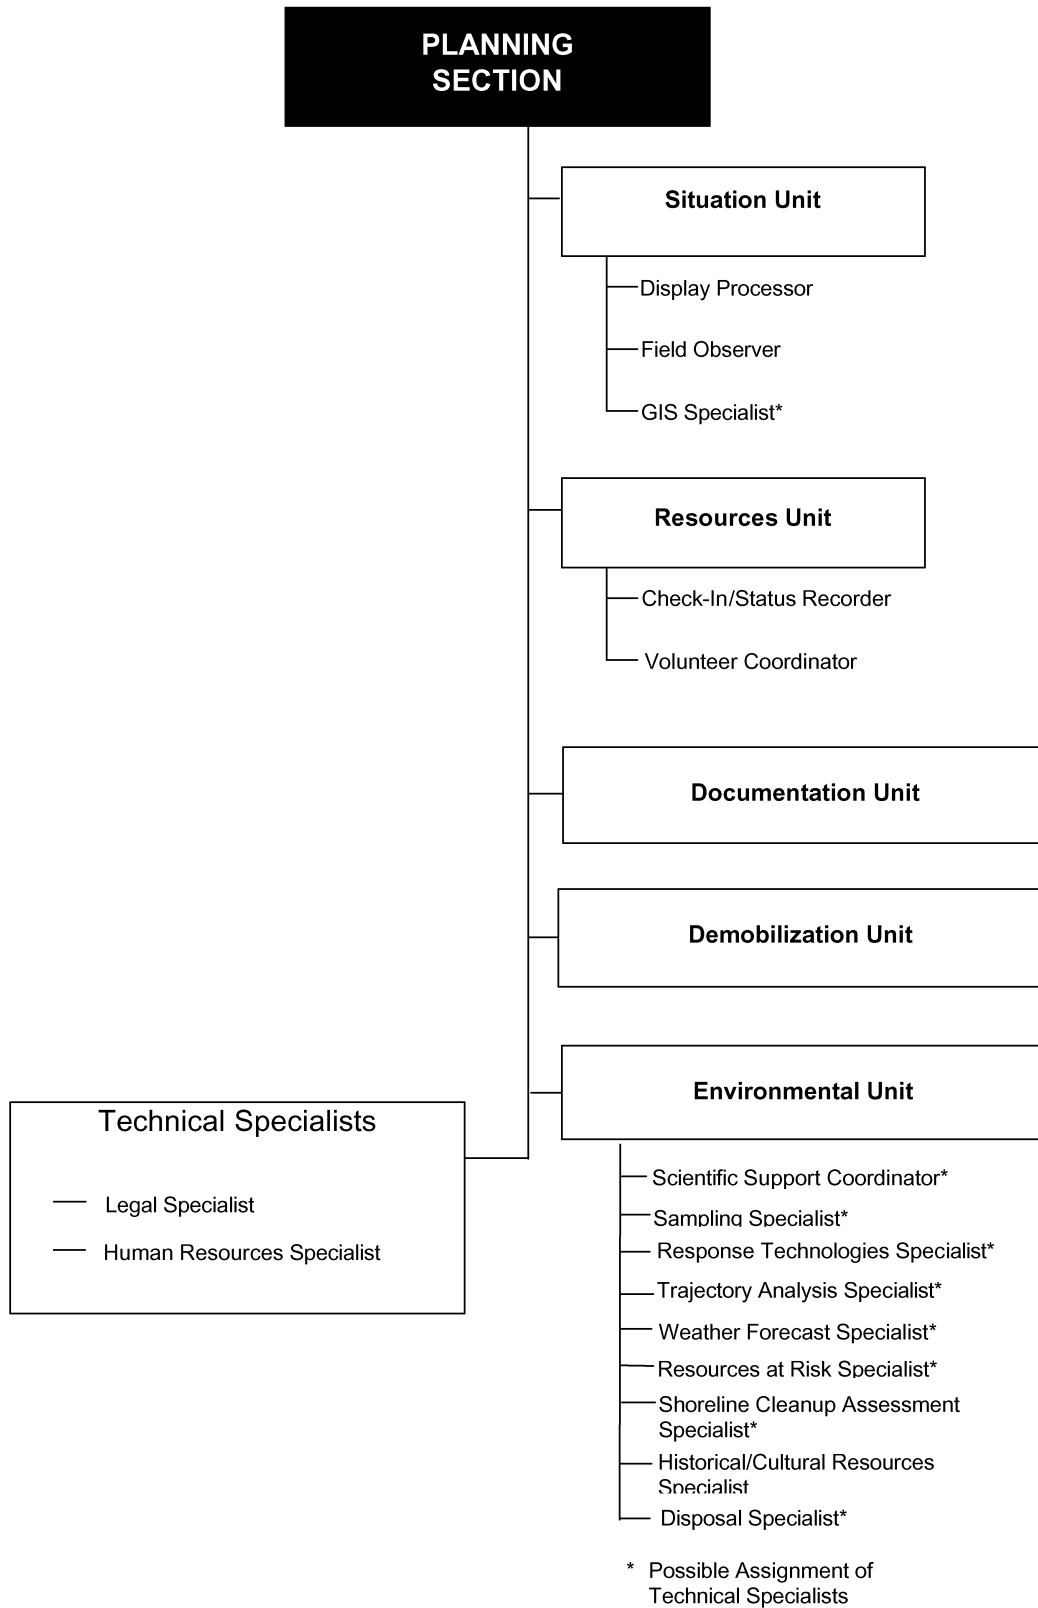 PLANNING
SECTION
Situation Unit
Display Processor
Field Observer
GIS Specialist*
Resources Unit
Check-In/Status Recorder
Volunteer Coordinator
Documentation Unit
Demobilization Unit
Environmental Unit
Technical Specialists
Legal Specialist
Human Resources Specialist
Scientific Support Coordinator*
Sampling Specialist*
Response Technologies Specialist*
Trajectory Analysis Specialist*
Weather Forecast Specialist*
Resources at Risk Specialist*
Shoreline Cleanup Assessment
Specialist*
Historical/Cultural Resources
Specialist
Disposal Specialist*
* Possible Assignment of
Technical Specialists